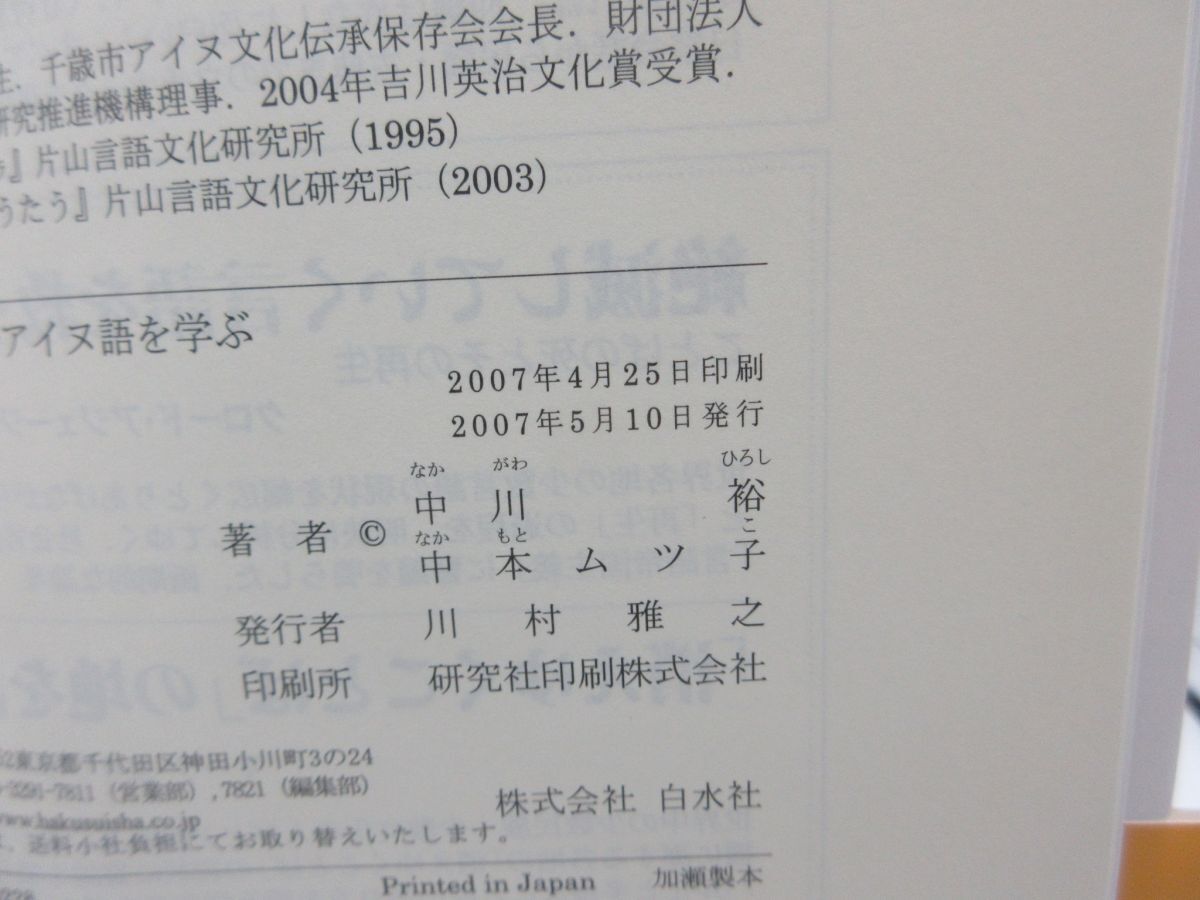 生. 千歳市アイヌ文化伝承保存会会長. 財団法人
研究推進機構理事. 2004年吉川英治文化賞受賞.
』片山言語文化研究所 (1995)
うたう』片山言語文化研究所 (2003)
アイヌ語を学ぶ
2007年4月25日印刷
2007年5月10日発行
なか がわ ひろし
著者 © 中川裕
なか もと こ
中本ムツ子
発行者 川村雅之
印刷所 研究社印刷株式会社
東京都千代田区神田小川町3の24
-3291-7811 (営業部) ,7821 (編集部)
www.hakusuisha.co.jp
送料小社負担にてお取り替えいたします。
株式会社 白水社
Printed in Japan 加瀬製本